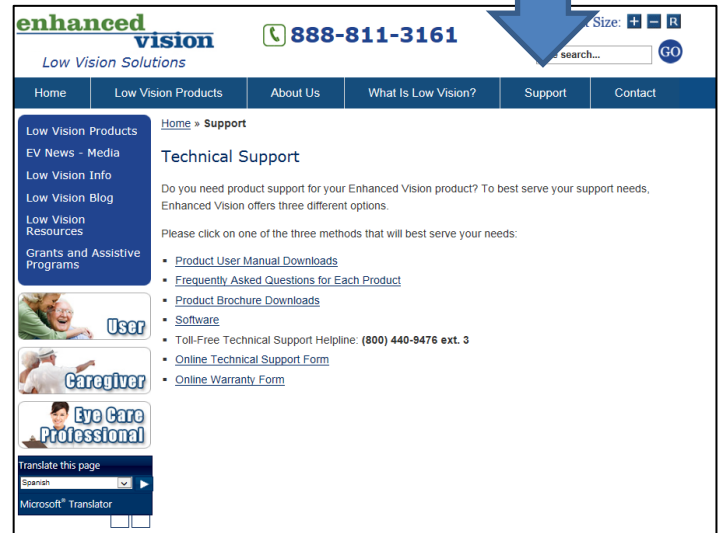 enhanced
vision
Low Vision Solutions
888-811-3161
Size: + − R
search...
GO
Home Low Vision Products About Us What Is Low Vision? Support Contact
Low Vision Products
EV News - Media
Low Vision Info
Low Vision Blog
Low Vision
Resources
Grants and Assistive
Programs
User
Caregiver
Eye Care
Professional
Translate this page
Spanish
Microsoft® Translator
Home » Support
Technical Support
Do you need product support for your Enhanced Vision product? To best serve your support needs,
Enhanced Vision offers three different options.
Please click on one of the three methods that will best serve your needs:
▪ Product User Manual Downloads
▪ Frequently Asked Questions for Each Product
▪ Product Brochure Downloads
▪ Software
▪ Toll-Free Technical Support Helpline: (800) 440-9476 ext. 3
▪ Online Technical Support Form
▪ Online Warranty Form